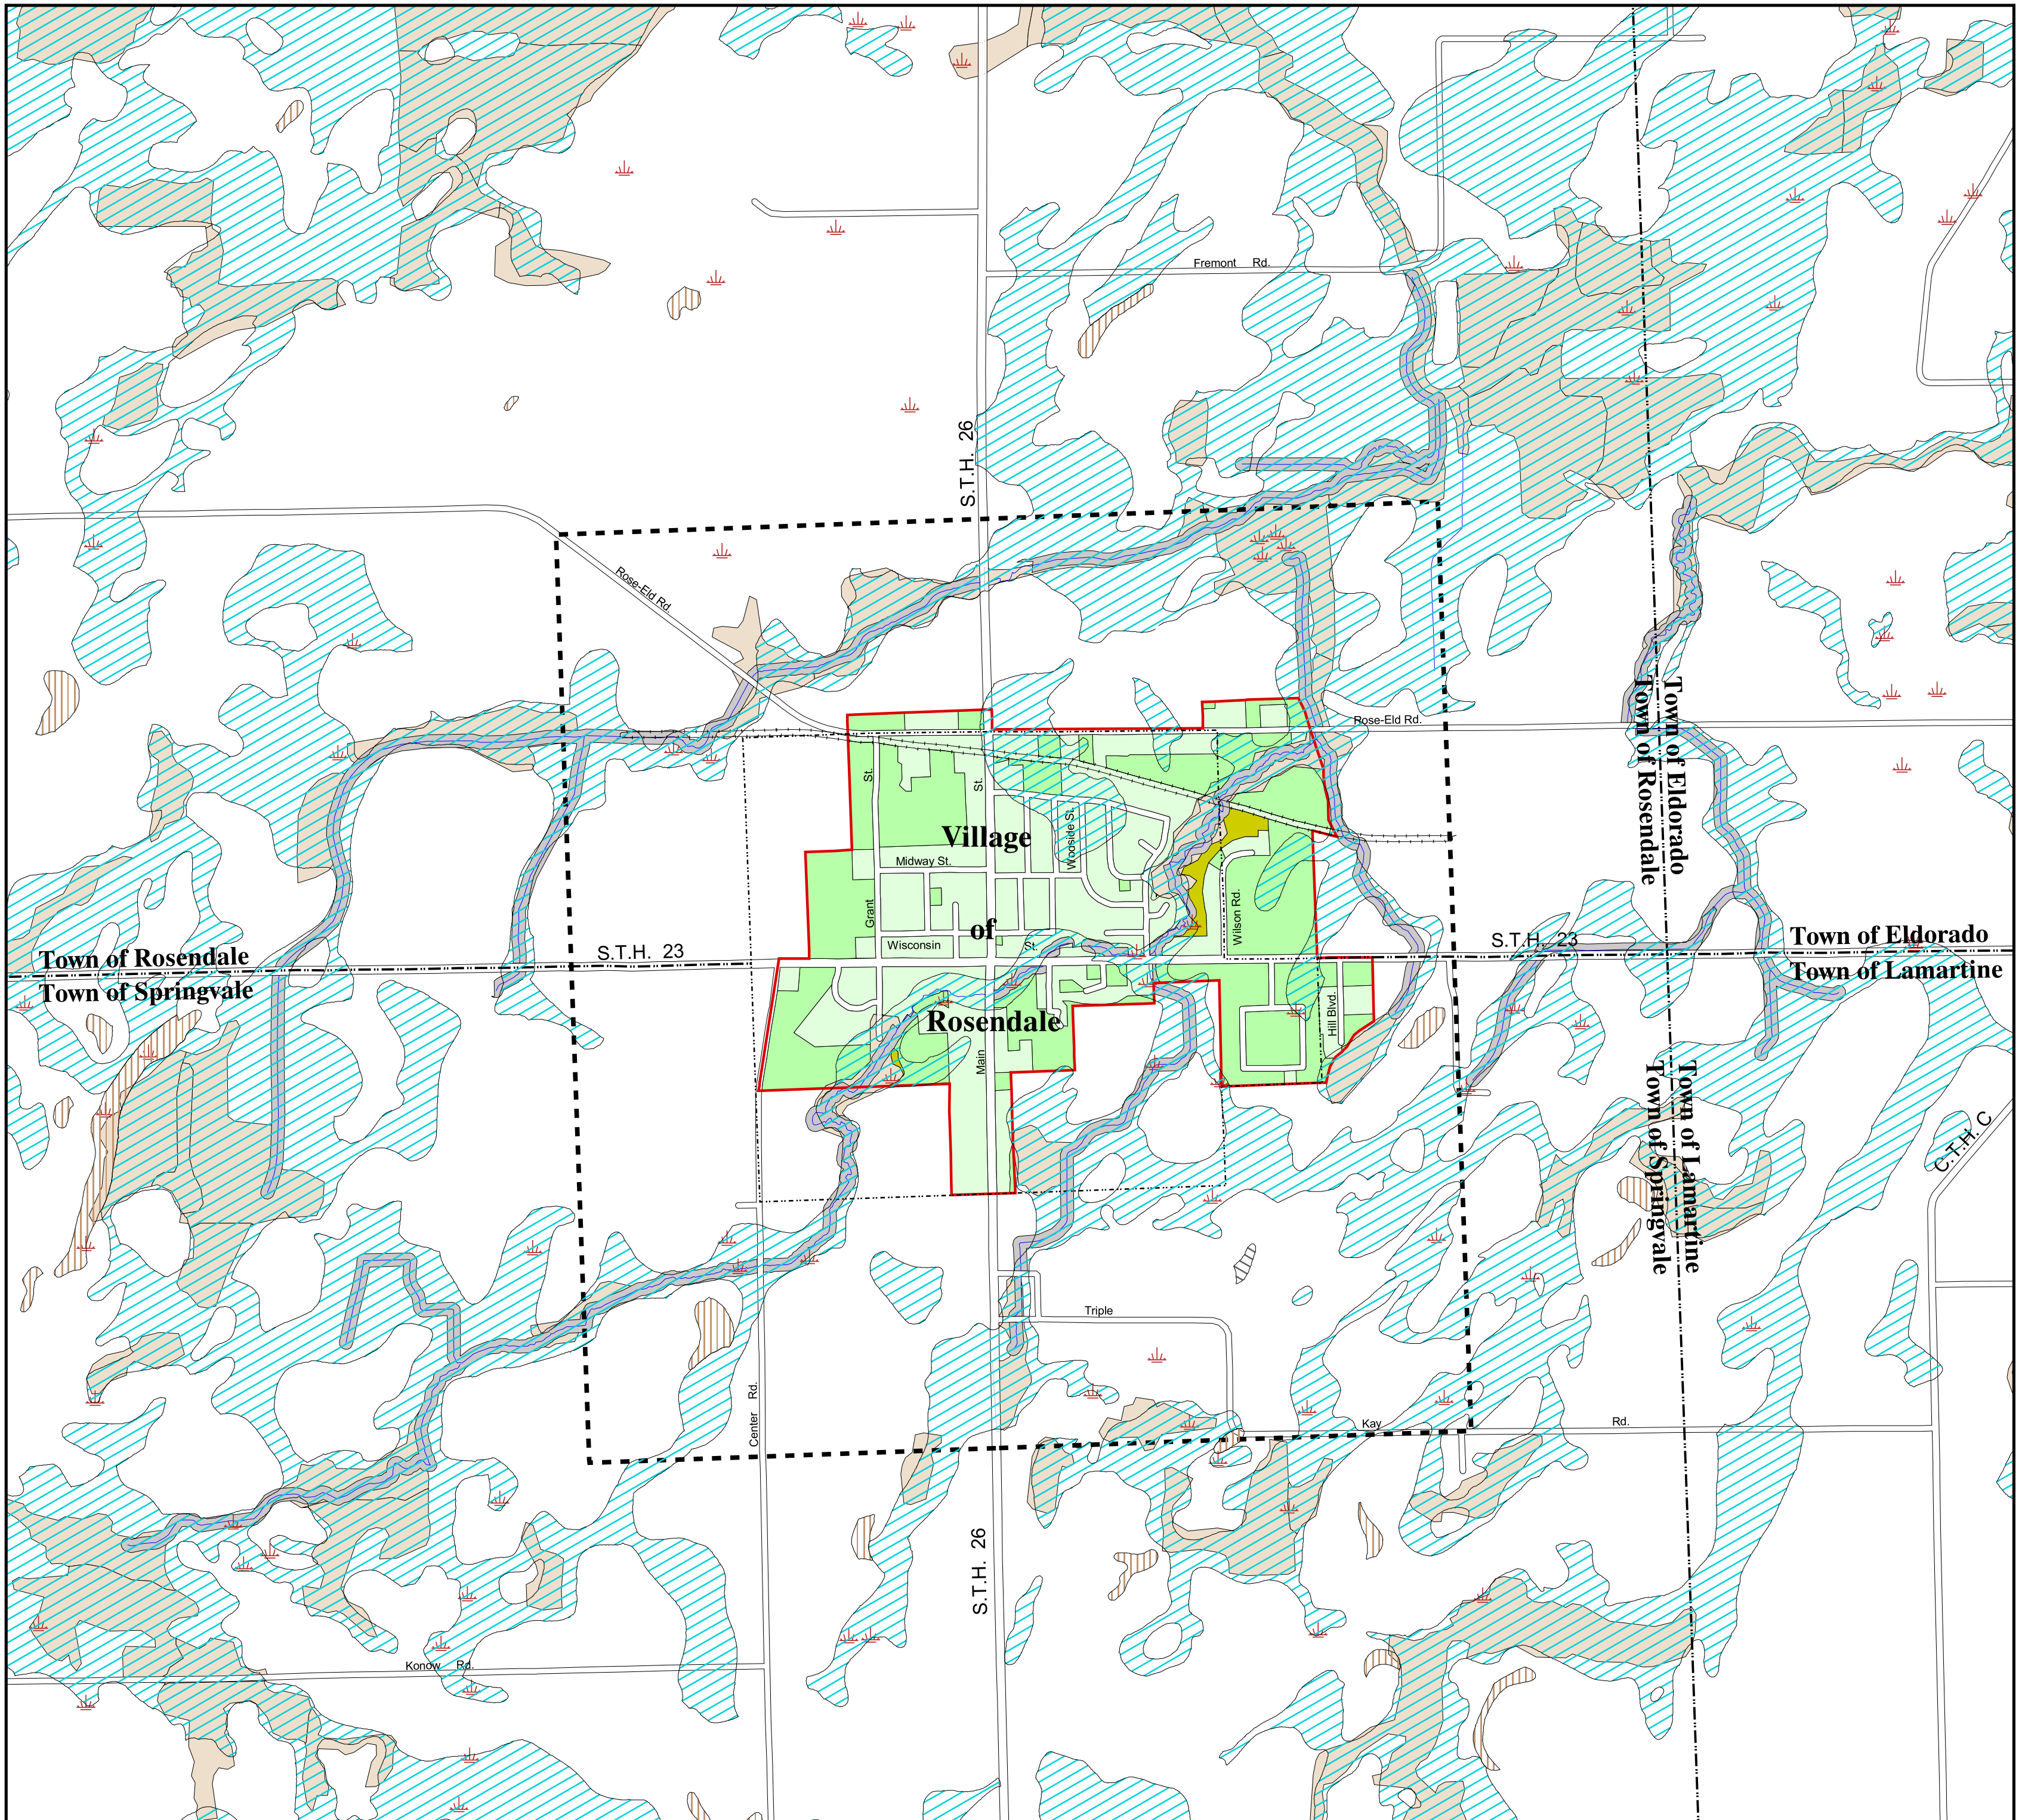 Fremont Rd.
S.T.H. 26
Rose-Eld Rd.
Rose-Eld Rd.
Town of Eldorado
Town of Rosendale
St.
St.
Wooside St.
Village
Midway St.
Grant
Wilson Rd.
of
Wisconsin St.
S.T.H. 23
S.T.H. 23
Town of Rosendale
Town of Springvale
Town of Eldorado
Town of Lamartine
Rosendale
Hill Blvd.
Main
Town of Lamartine
Town of Springvale
C.T.H. C
Triple
Center Rd.
Kay Rd.
S.T.H. 26
Konow Rd.